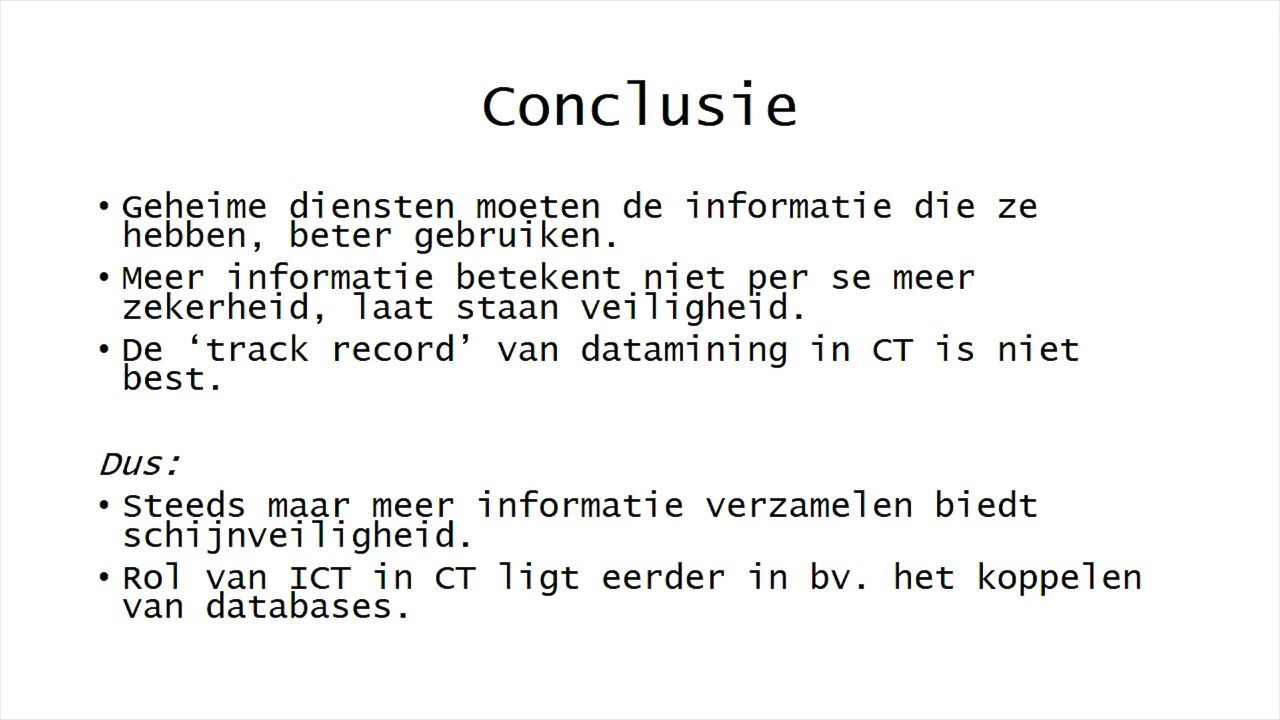 Conclusie
• Geheime diensten moeten de informatie die ze
hebben, beter gebruiken.
• Meer informatie betekent niet per se meer
zekerheid, laat staan veiligheid.
• De ‘track record’ van datamining in CT is niet
best.
Dus:
• Steeds maar meer informatie verzamelen biedt
schijnveiligheid.
• Rol van ICT in CT ligt eerder in bv. het koppelen
van databases.